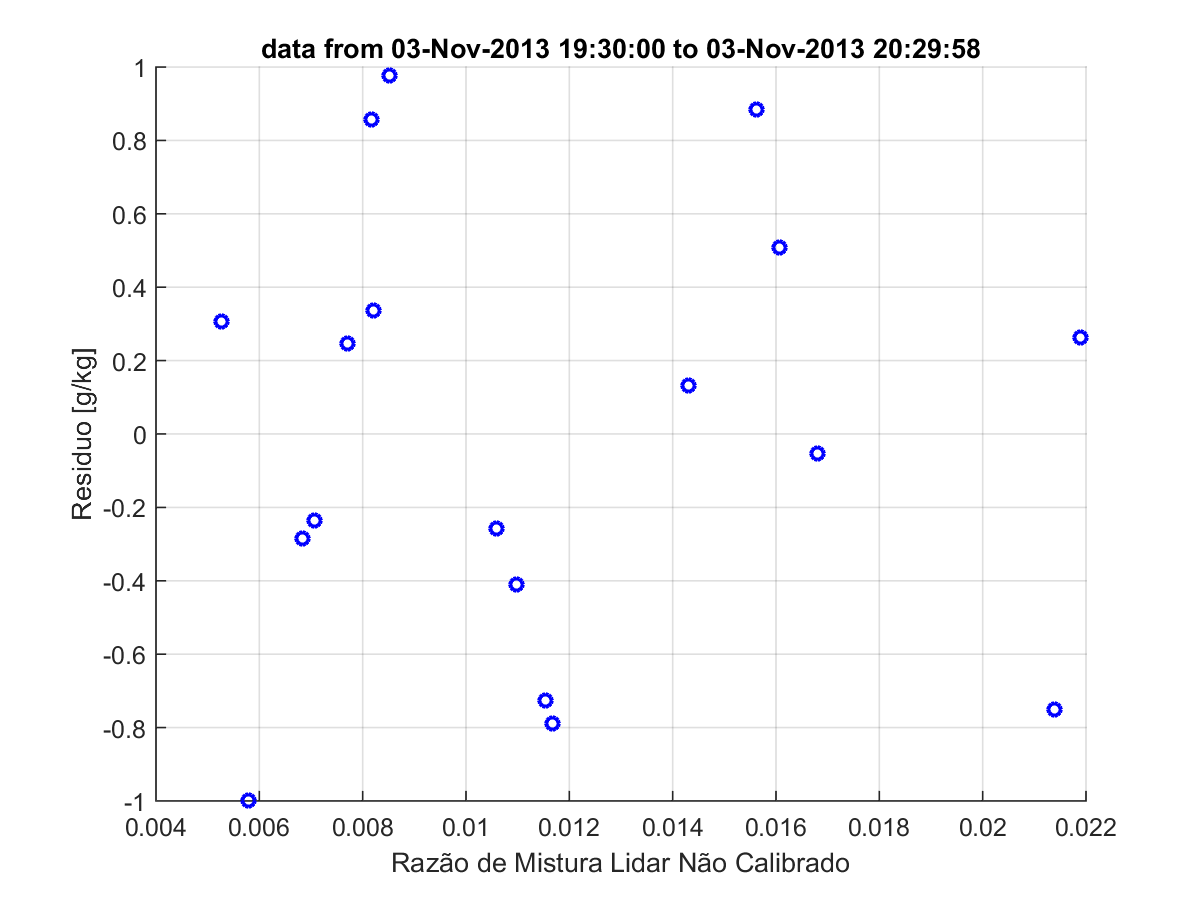 data from 03-Nov-2013 19:30:00 to 03-Nov-2013 20:29:58
1
0.8
0.6
0.4
0.2
0
-0.2
-0.4
-0.6
-0.8
-1
Residuo [g/kg]
0.004 0.006 0.008 0.01 0.012 0.014 0.016 0.018 0.02 0.022
Razão de Mistura Lidar Não Calibrado